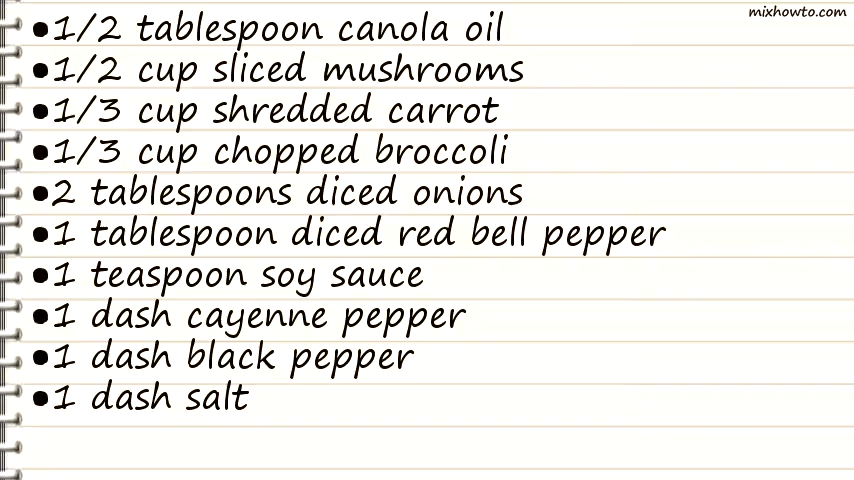 mixhowto.com
•1/2 tablespoon canola oil
•1/2 cup sliced mushrooms
•1/3 cup shredded carrot
•1/3 cup chopped broccoli
•2 tablespoons diced onions
•1 tablespoon diced red bell pepper
•1 teaspoon soy sauce
•1 dash cayenne pepper
•1 dash black pepper
•1 dash salt